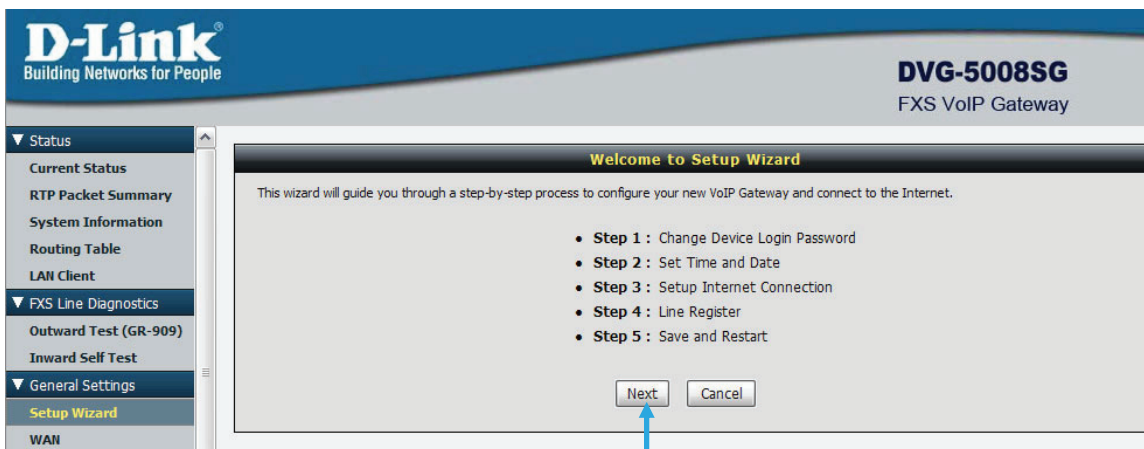 D-Link®
Building Networks for People
DVG-5008SG
FXS VoIP Gateway
Status
Current Status
RTP Packet Summary
System Information
Routing Table
LAN Client
FXS Line Diagnostics
Outward Test (GR-909)
Inward Self Test
General Settings
Setup Wizard
WAN
Welcome to Setup Wizard
This wizard will guide you through a step-by-step process to configure your new VoIP Gateway and connect to the Internet.
• Step 1 : Change Device Login Password
• Step 2 : Set Time and Date
• Step 3 : Setup Internet Connection
• Step 4 : Line Register
• Step 5 : Save and Restart
Next Cancel